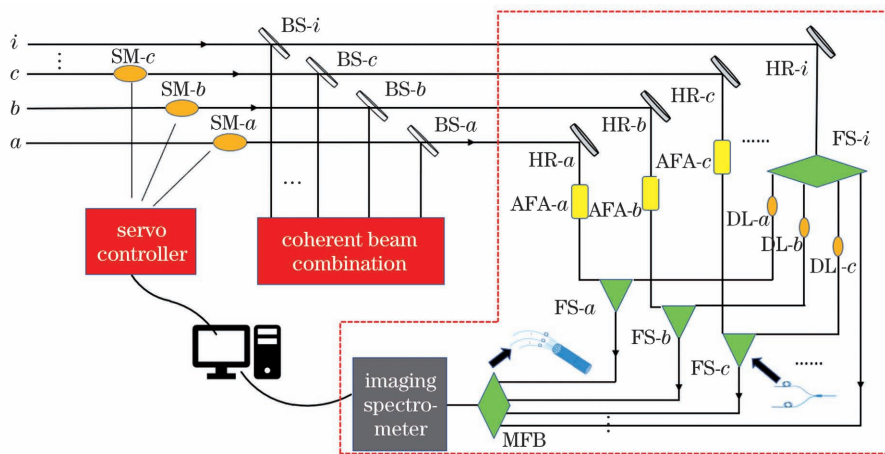 i
BS-i
c
SM-c
BS-c
HR-i
b
SM-b
BS-b
HR-c
a
SM-a
BS-a
HR-b
......
FS-i
HR-a
AFA-c
AFA-a
AFA-b
DL-a
DL-b
DL-c
...
servo
controller
coherent beam
combination
FS-a
FS-b
FS-c
......
imaging
spectro-
meter
MFB